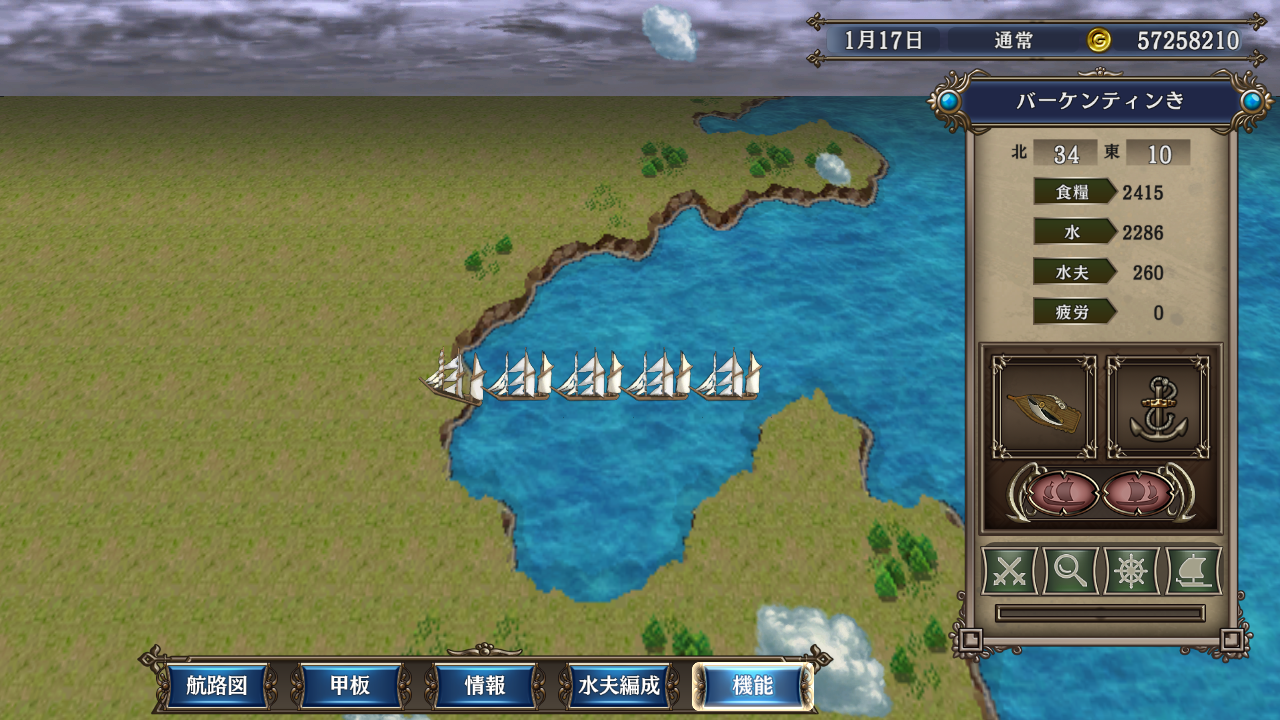 1月17日 通常 G 57258210
バーケンティンき
北 34 東 10
食糧 2415
水 2286
水夫 260
疲労 0
航路図 甲板 情報 水夫編成 機能